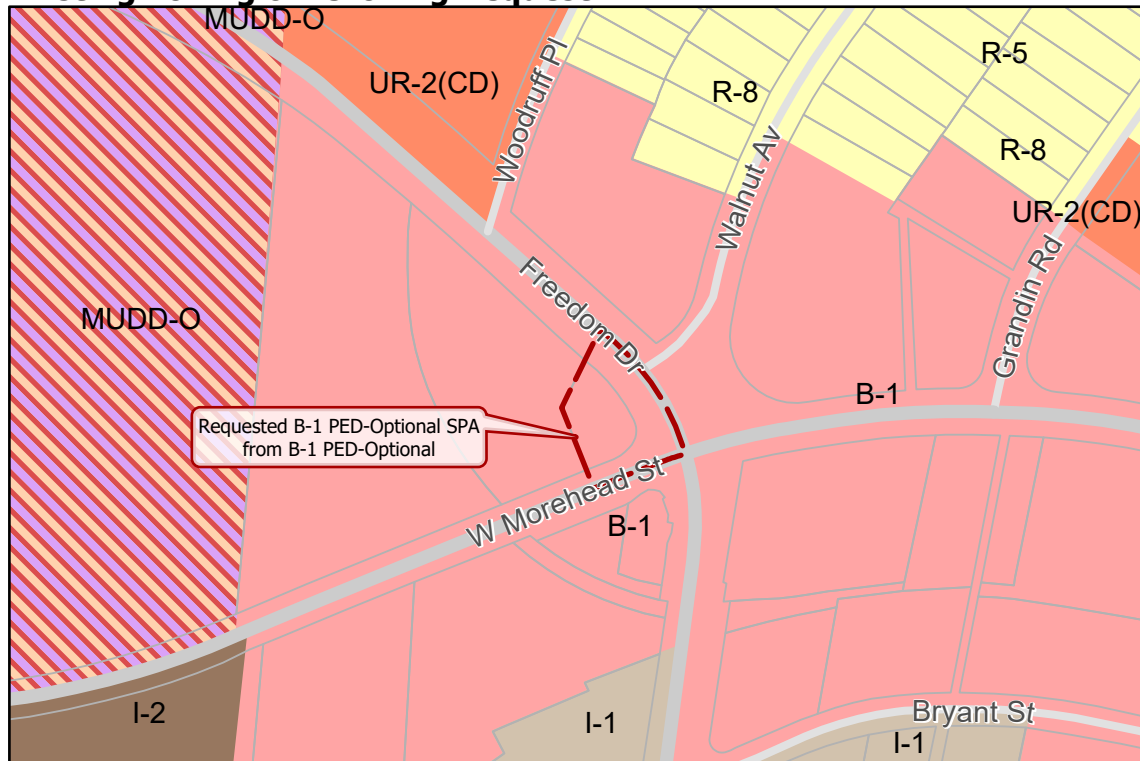 MUDD-O
UR-2(CD)
Woodruff Pl
R-8
R-5
Walnut Av
R-8
UR-2(CD)
Grandin Rd
MUDD-O
Freedom Dr
B-1
Requested B-1 PED-Optional SPA
from B-1 PED-Optional
W Morehead St
B-1
I-2
I-1
Bryant St
I-1